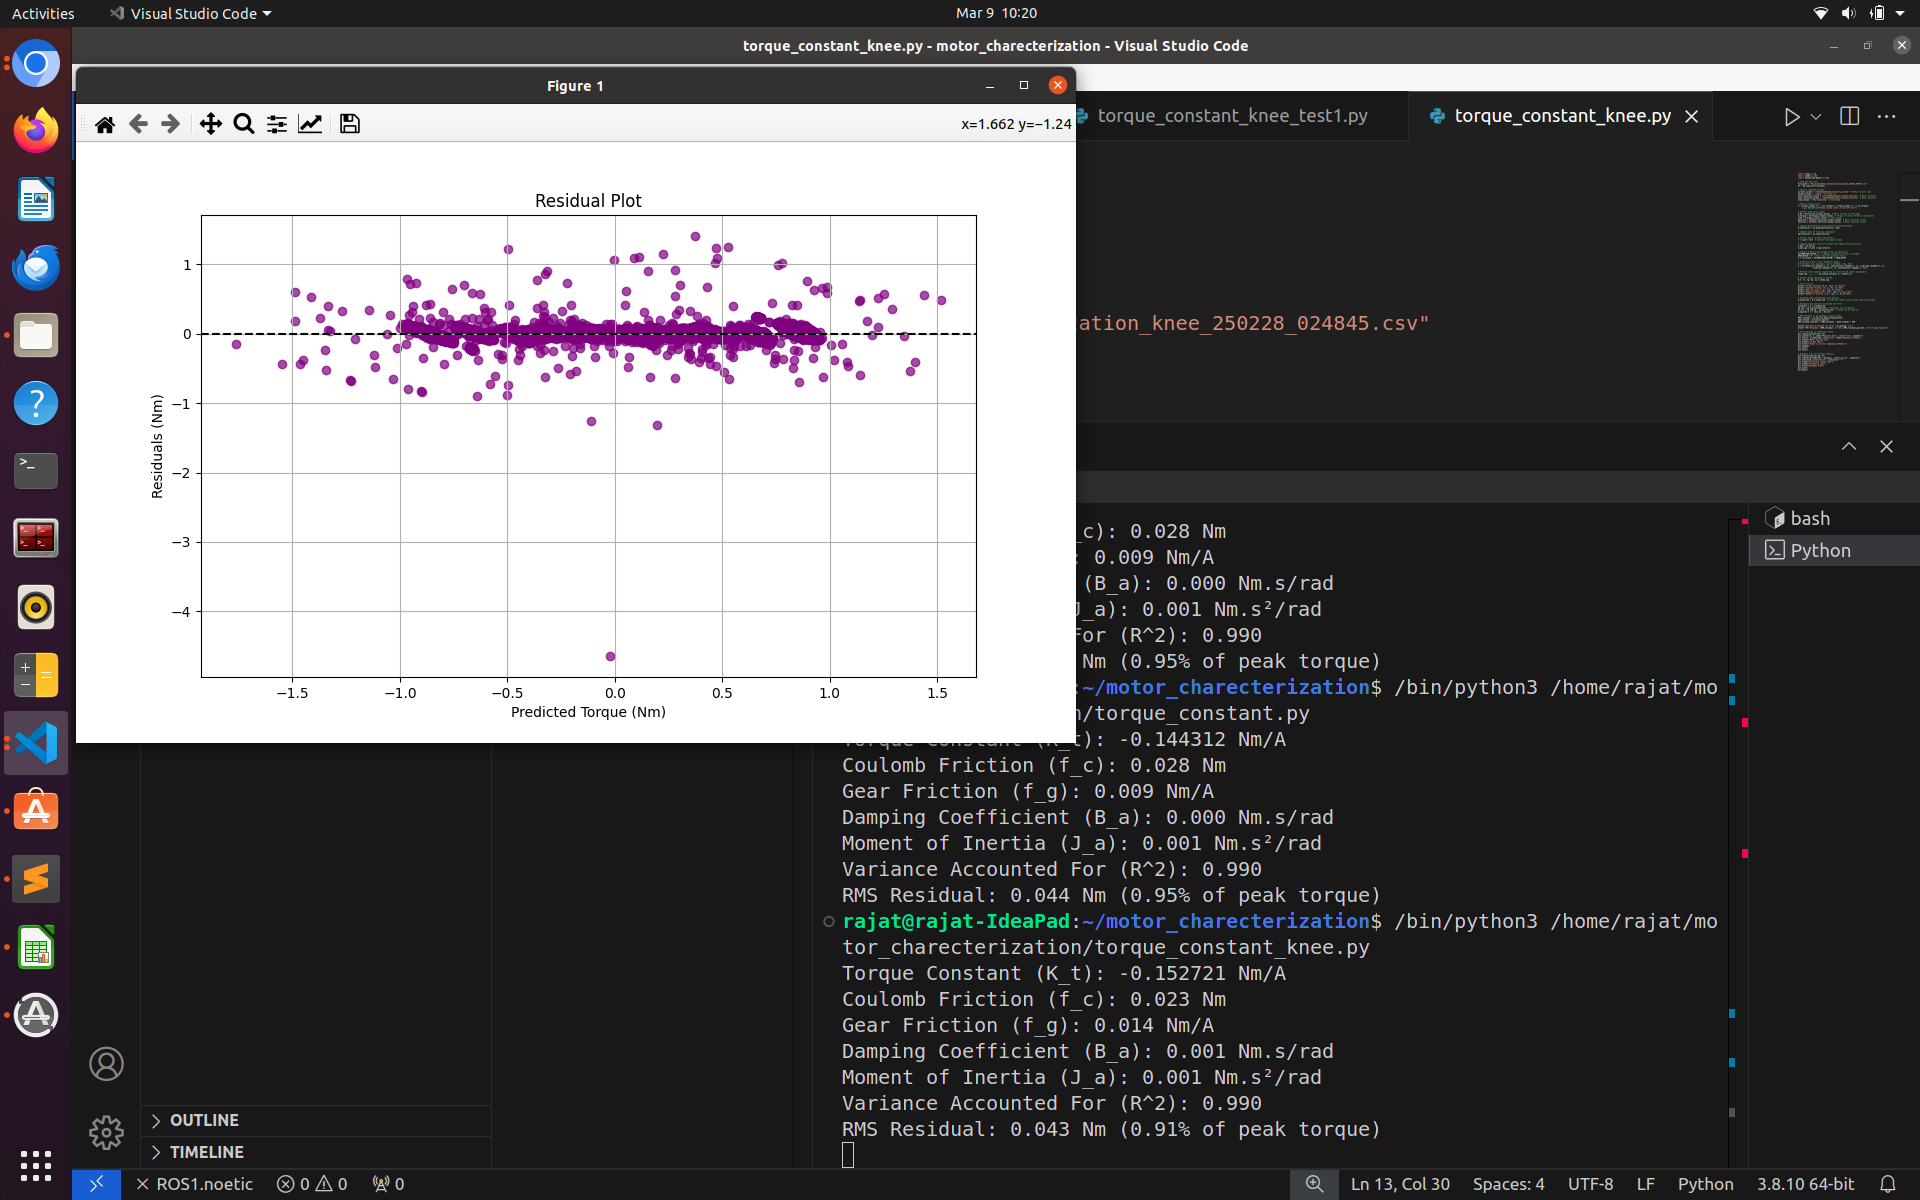 Activities Visual Studio Code Mar 9 10:20
torque_constant_knee.py - motor_charecterization - Visual Studio Code
Figure 1
x=1.662 y=−1.24
torque_constant_knee_test1.py torque_constant_knee.py
Residual Plot
Residuals (Nm)
1
0
−1
−2
−3
−4
−1.5 −1.0 −0.5 0.0 0.5 1.0 1.5
Predicted Torque (Nm)
ation_knee_250228_024845.csv"
_c): 0.028 Nm
: 0.009 Nm/A
(B_a): 0.000 Nm.s/rad
J_a): 0.001 Nm.s²/rad
For (R^2): 0.990
Nm (0.95% of peak torque)
:~/motor_charecterization$ /bin/python3 /home/rajat/mo
/torque_constant.py
Torque Constant (K_t): -0.144312 Nm/A
Coulomb Friction (f_c): 0.028 Nm
Gear Friction (f_g): 0.009 Nm/A
Damping Coefficient (B_a): 0.000 Nm.s/rad
Moment of Inertia (J_a): 0.001 Nm.s²/rad
Variance Accounted For (R^2): 0.990
RMS Residual: 0.044 Nm (0.95% of peak torque)
rajat@rajat-IdeaPad:~/motor_charecterization$ /bin/python3 /home/rajat/mo
tor_charecterization/torque_constant_knee.py
Torque Constant (K_t): -0.152721 Nm/A
Coulomb Friction (f_c): 0.023 Nm
Gear Friction (f_g): 0.014 Nm/A
Damping Coefficient (B_a): 0.001 Nm.s/rad
Moment of Inertia (J_a): 0.001 Nm.s²/rad
Variance Accounted For (R^2): 0.990
RMS Residual: 0.043 Nm (0.91% of peak torque)
bash
Python
OUTLINE
TIMELINE
ROS1.noetic 0 0 0 Ln 13, Col 30 Spaces: 4 UTF-8 LF Python 3.8.10 64-bit